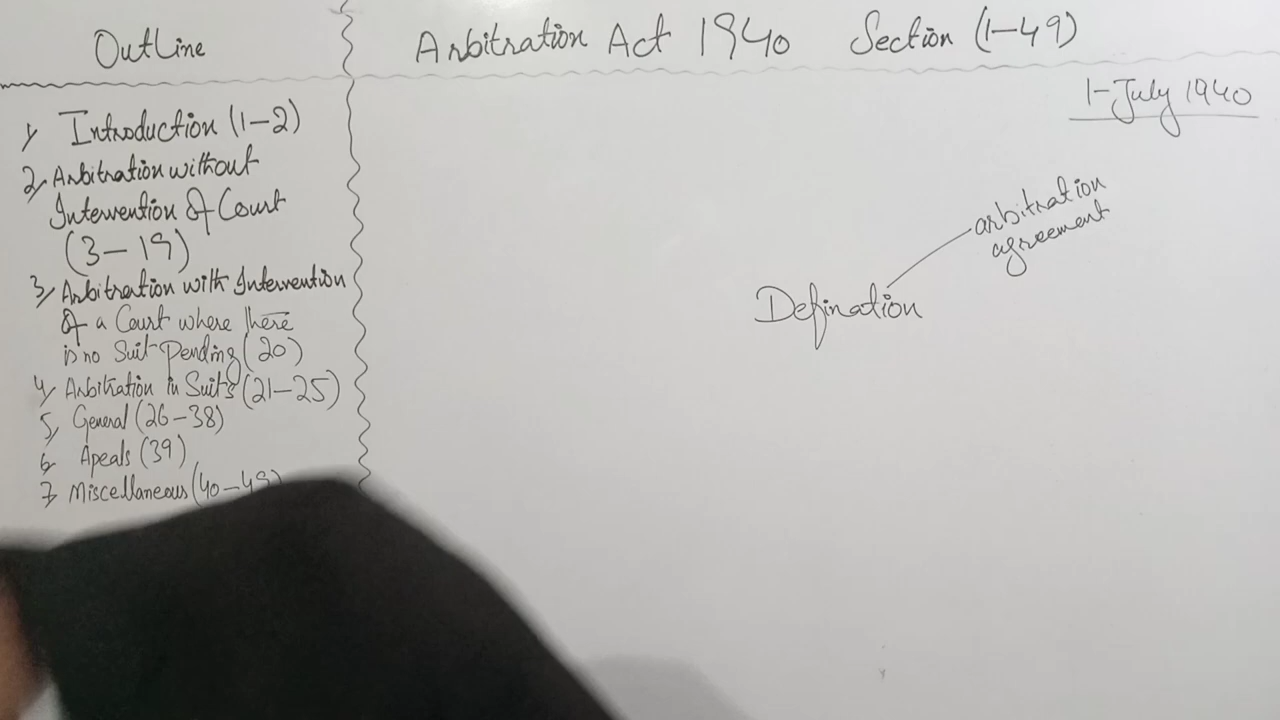 Outline
Arbitration Act 1940 Section (1-49)
1-July 1940
1, Introduction (1-2)
2, Arbitration without
Intervention Of Court
(3-19)
3, Arbitration with Intervention
Of a Court where there
is no Suit Pending (20)
4, Arbitration in Suits (21-25)
5, General (26-38)
6, Apeals (39)
7, Miscellaneous (40-49)
Defination
arbitration
agreement